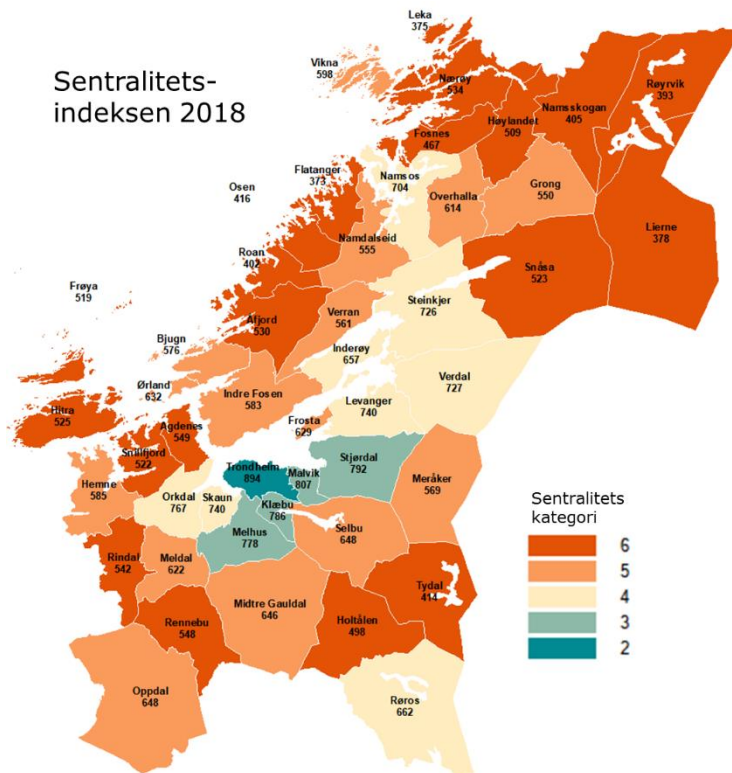 Sentralitets-
indeksen 2018
Leka
375
Vikna
598
Nærøy
534
Røyrvik
393
Namsskogan
405
Høylandet
509
Fosnes
467
Flatanger
373
Namsos
704
Osen
416
Overhalla
614
Grong
550
Lierne
378
Namdalseid
555
Roan
402
Snåsa
523
Frøya
519
Steinkjer
726
Åfjord
530
Verran
561
Bjugn
576
Inderøy
657
Verdal
727
Ørland
632
Indre Fosen
583
Levanger
740
Hitra
525
Agdenes
549
Frosta
629
Snillfjord
522
Trondheim
894
Malvik
807
Stjørdal
792
Meråker
569
Hemne
585
Orkdal
767
Skaun
740
Klæbu
786
Selbu
648
Melhus
778
Rindal
542
Meldal
622
Tydal
414
Midtre Gauldal
646
Holtålen
498
Rennebu
548
Oppdal
648
Røros
662
Sentralitets
kategori
6
5
4
3
2